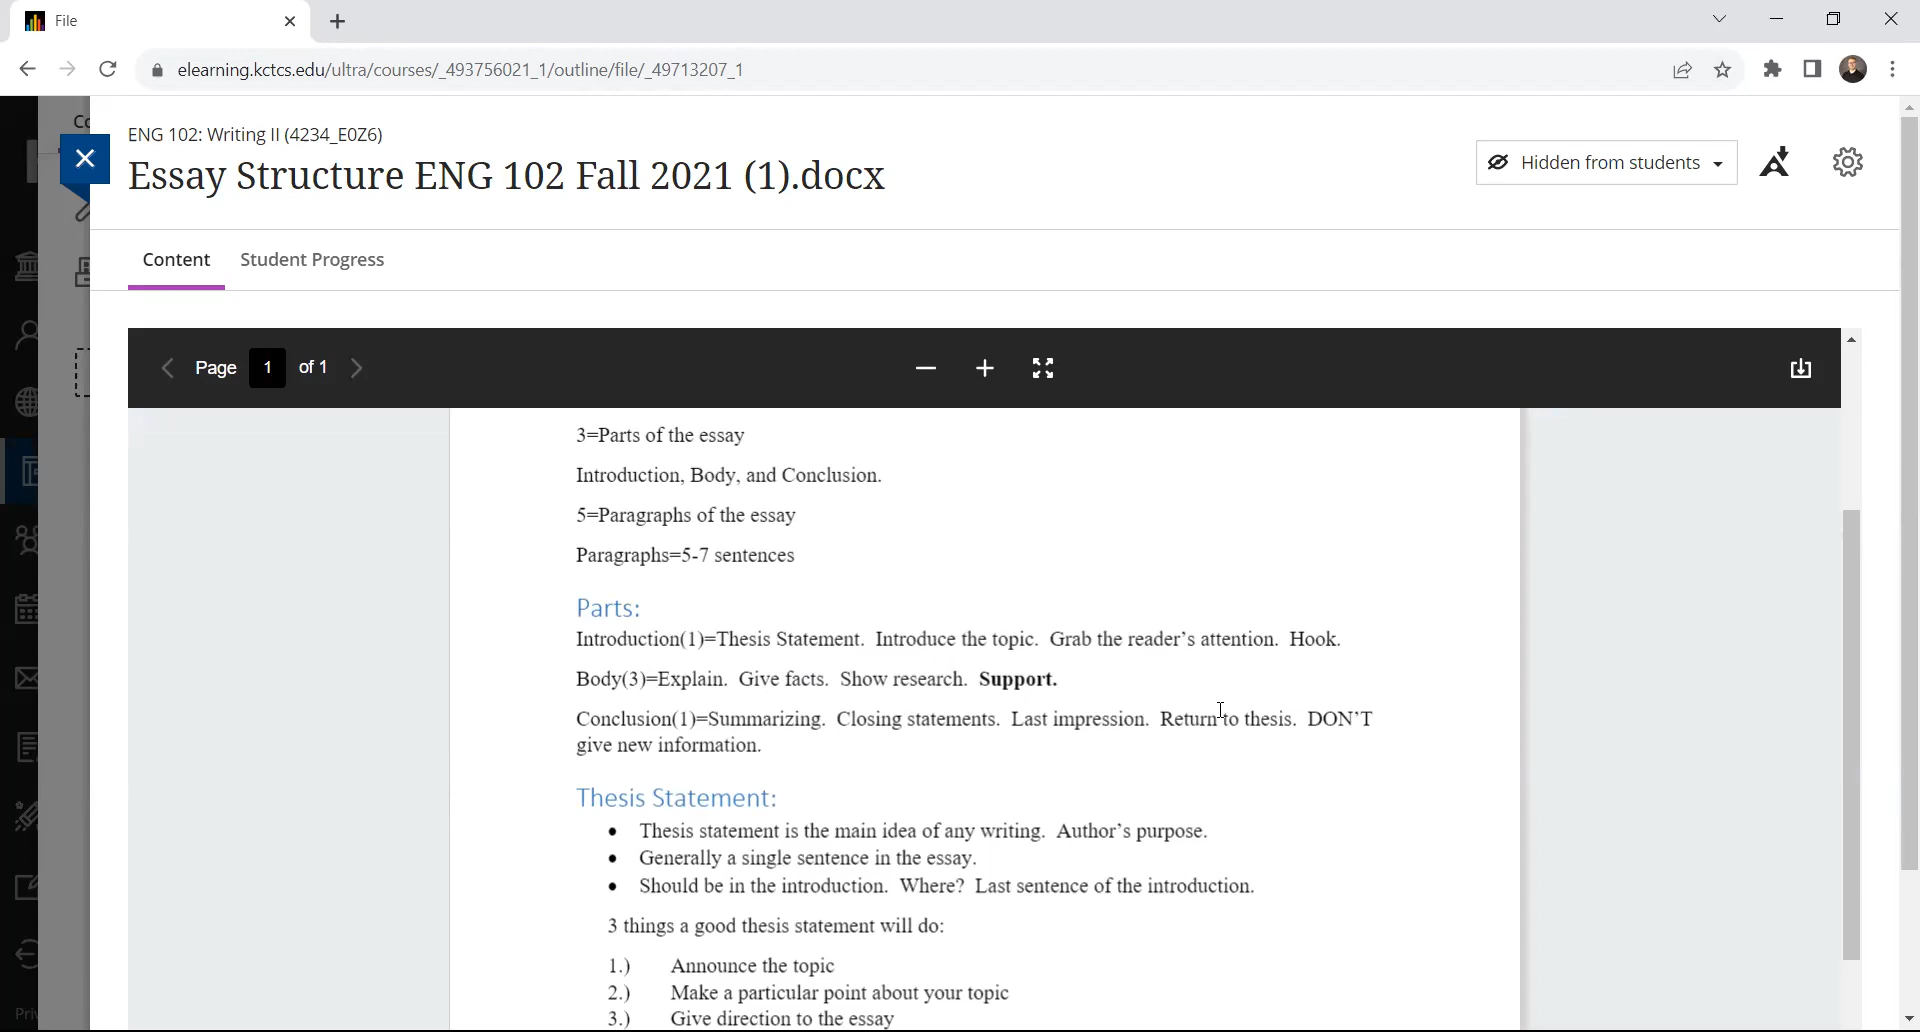 File
elearning.kctcs.edu/ultra/courses/_493756021_1/outline/file/_49713207_1
ENG 102: Writing II (4234_E0Z6)
Essay Structure ENG 102 Fall 2021 (1).docx
Hidden from students
Content Student Progress
Page 1 of 1
3=Parts of the essay
Introduction, Body, and Conclusion.
5=Paragraphs of the essay
Paragraphs=5-7 sentences
Parts:
Introduction(1)=Thesis Statement. Introduce the topic. Grab the reader’s attention. Hook.
Body(3)=Explain. Give facts. Show research. Support.
Conclusion(1)=Summarizing. Closing statements. Last impression. Return to thesis. DON’T
give new information.
Thesis Statement:
• Thesis statement is the main idea of any writing. Author’s purpose.
• Generally a single sentence in the essay.
• Should be in the introduction. Where? Last sentence of the introduction.
3 things a good thesis statement will do:
1.) Announce the topic
2.) Make a particular point about your topic
3.) Give direction to the essay